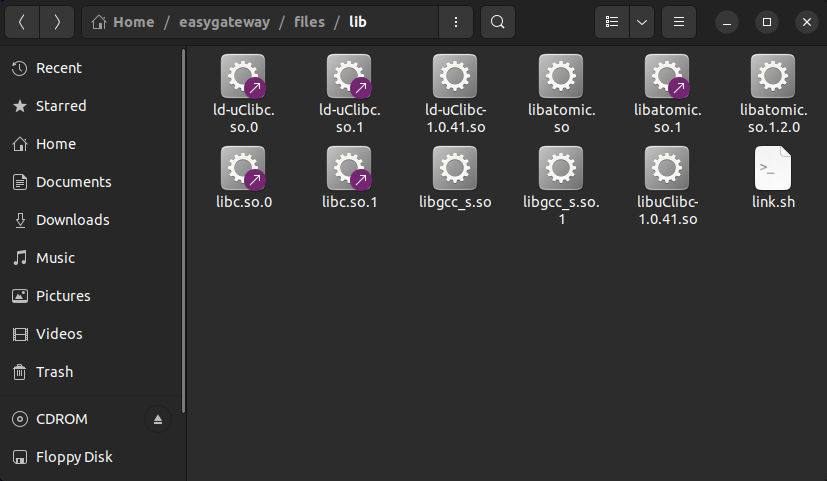 Home / easygateway / files / lib
Recent
Starred
Home
Documents
Downloads
Music
Pictures
Videos
Trash
CDROM
Floppy Disk
ld-uClibc.
so.0
ld-uClibc.
so.1
ld-uClibc-
1.0.41.so
libatomic.
so
libatomic.
so.1
libatomic.
so.1.2.0
libc.so.0
libc.so.1
libgcc_s.so
libgcc_s.so.
1
libuClibc-
1.0.41.so
>_
link.sh